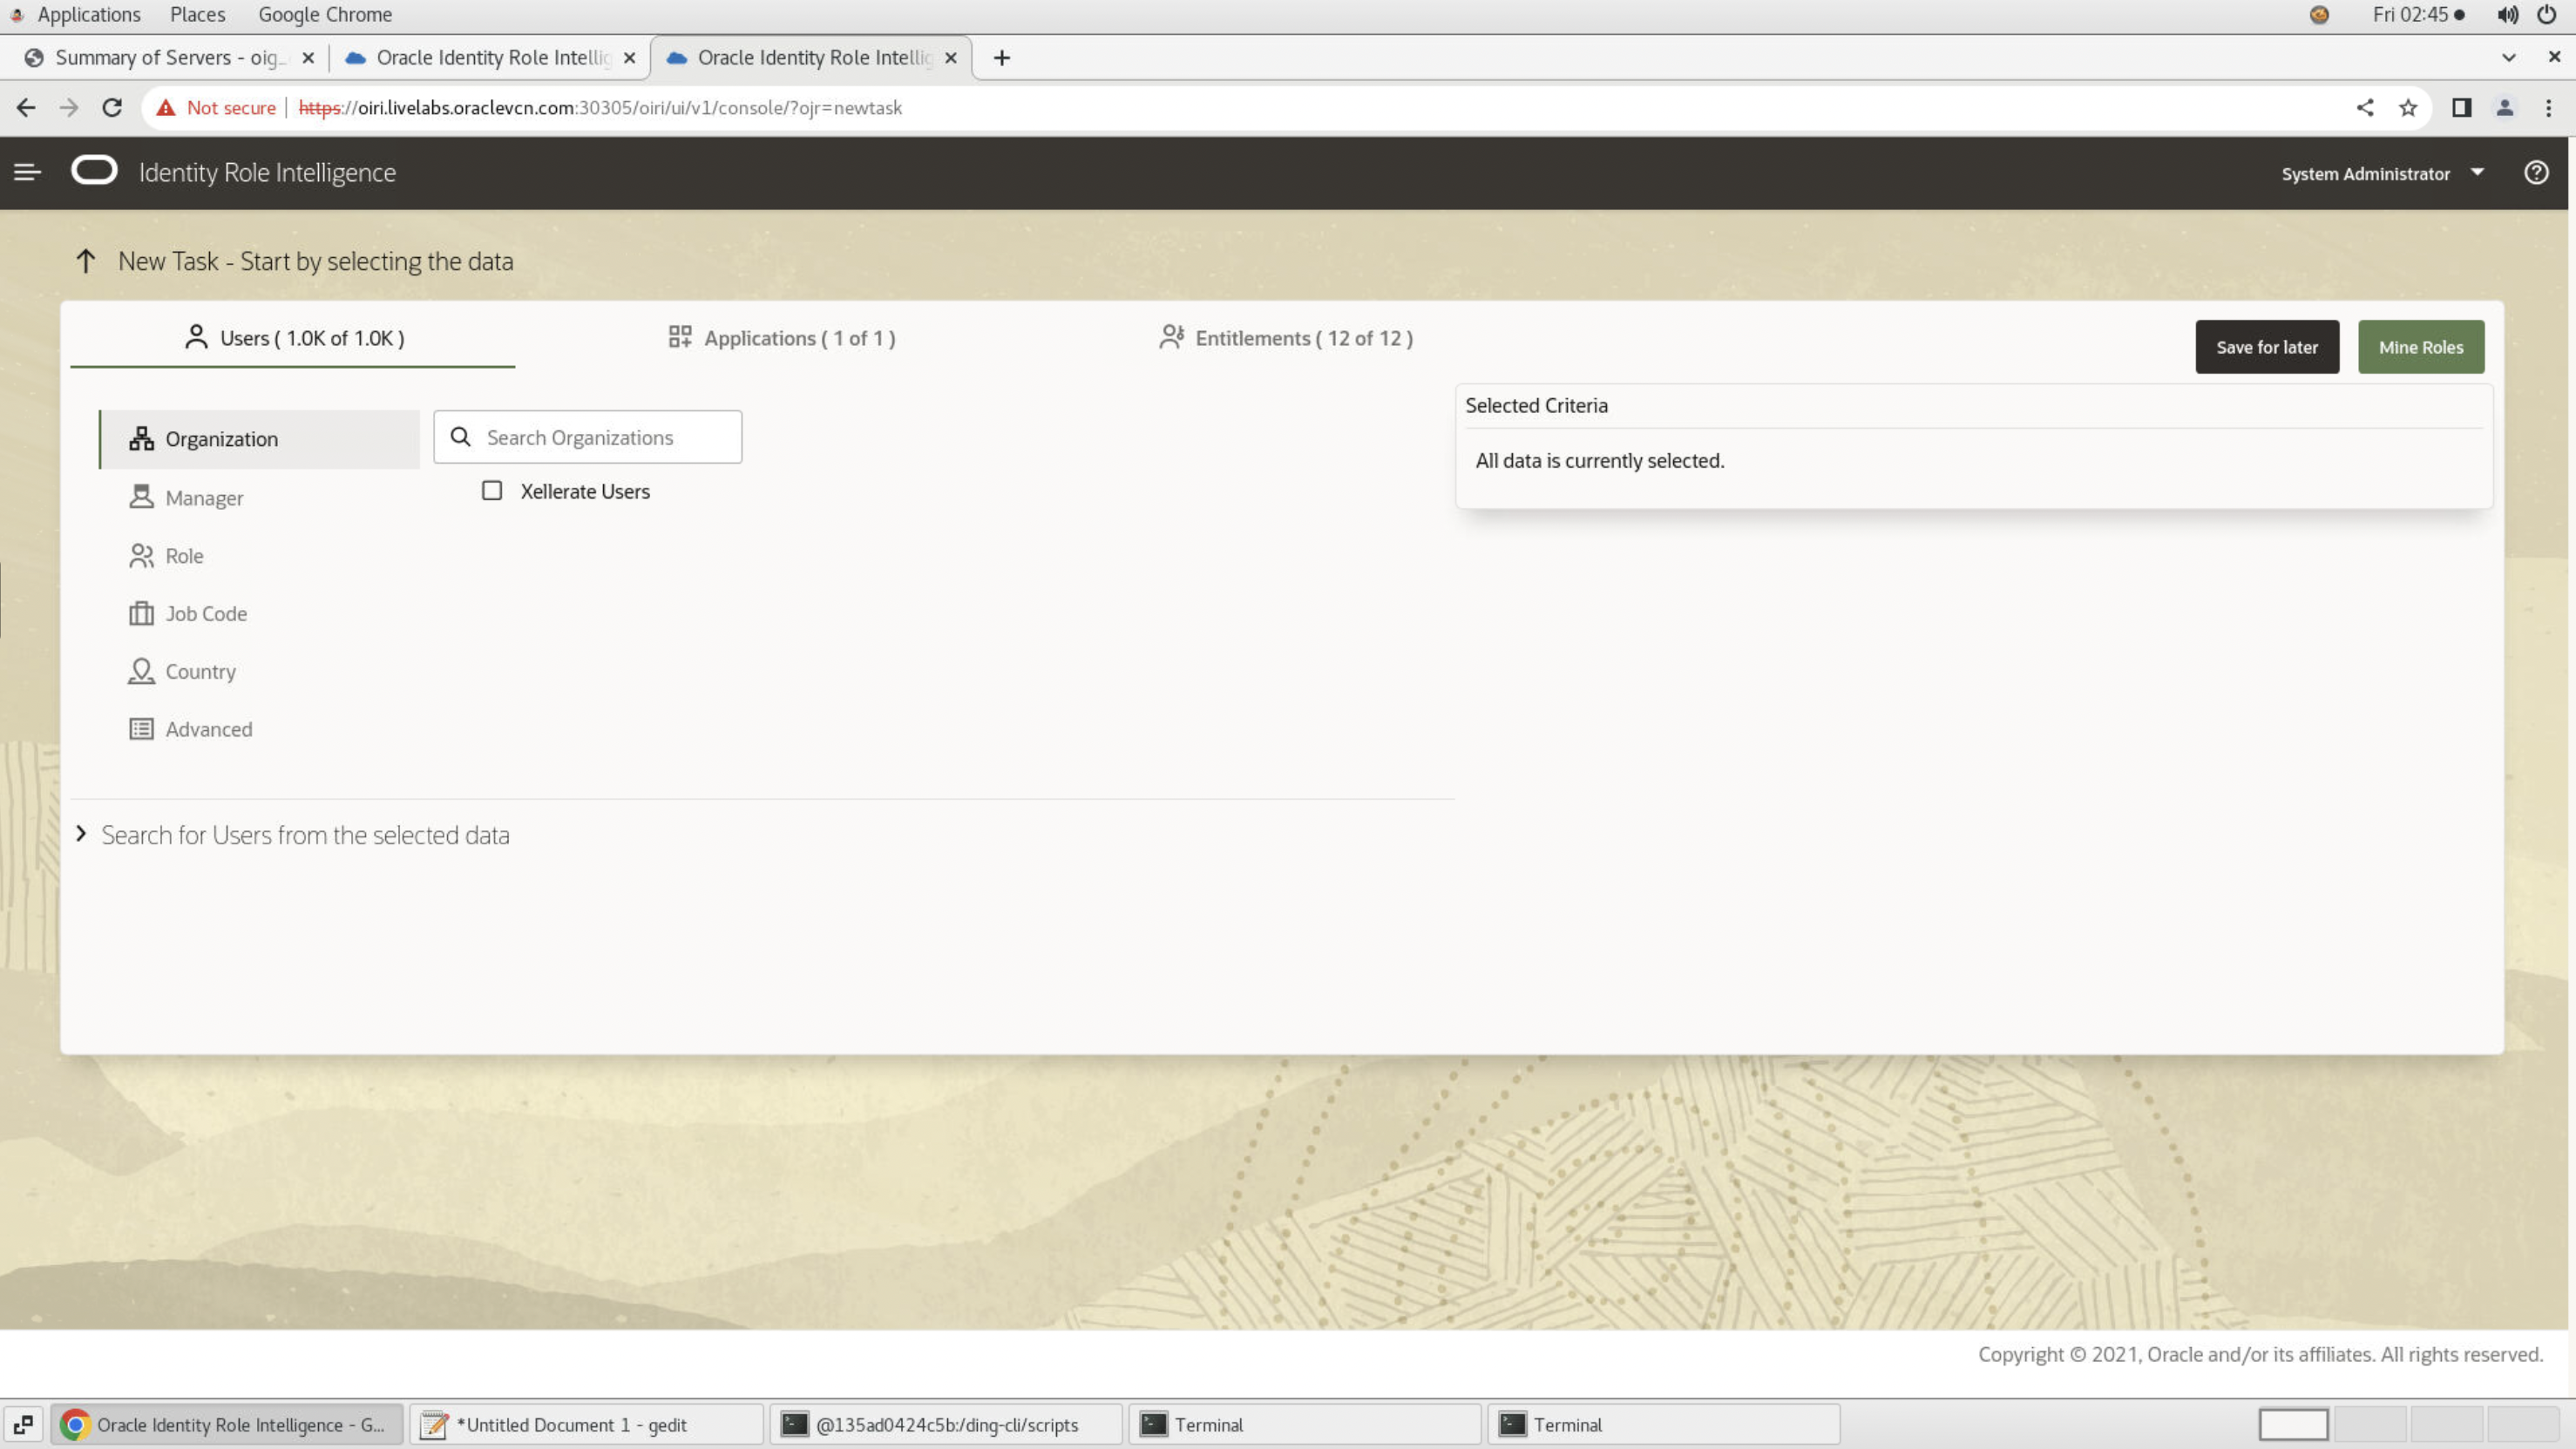 Applications Places Google Chrome Fri 02:45
Summary of Servers - oig_ Oracle Identity Role Intellig Oracle Identity Role Intellig
Not secure https://oiri.livelabs.oraclevcn.com:30305/oiri/ui/v1/console/?ojr=newtask
Identity Role Intelligence System Administrator
New Task - Start by selecting the data
Users ( 1.0K of 1.0K ) Applications ( 1 of 1 ) Entitlements ( 12 of 12 ) Save for later Mine Roles
Selected Criteria
Organization Search Organizations
All data is currently selected.
Xellerate Users
Manager
Role
Job Code
Country
Advanced
Search for Users from the selected data
Copyright © 2021, Oracle and/or its affiliates. All rights reserved.
Oracle Identity Role Intelligence - G... *Untitled Document 1 - gedit @135ad0424c5b:/ding-cli/scripts Terminal Terminal